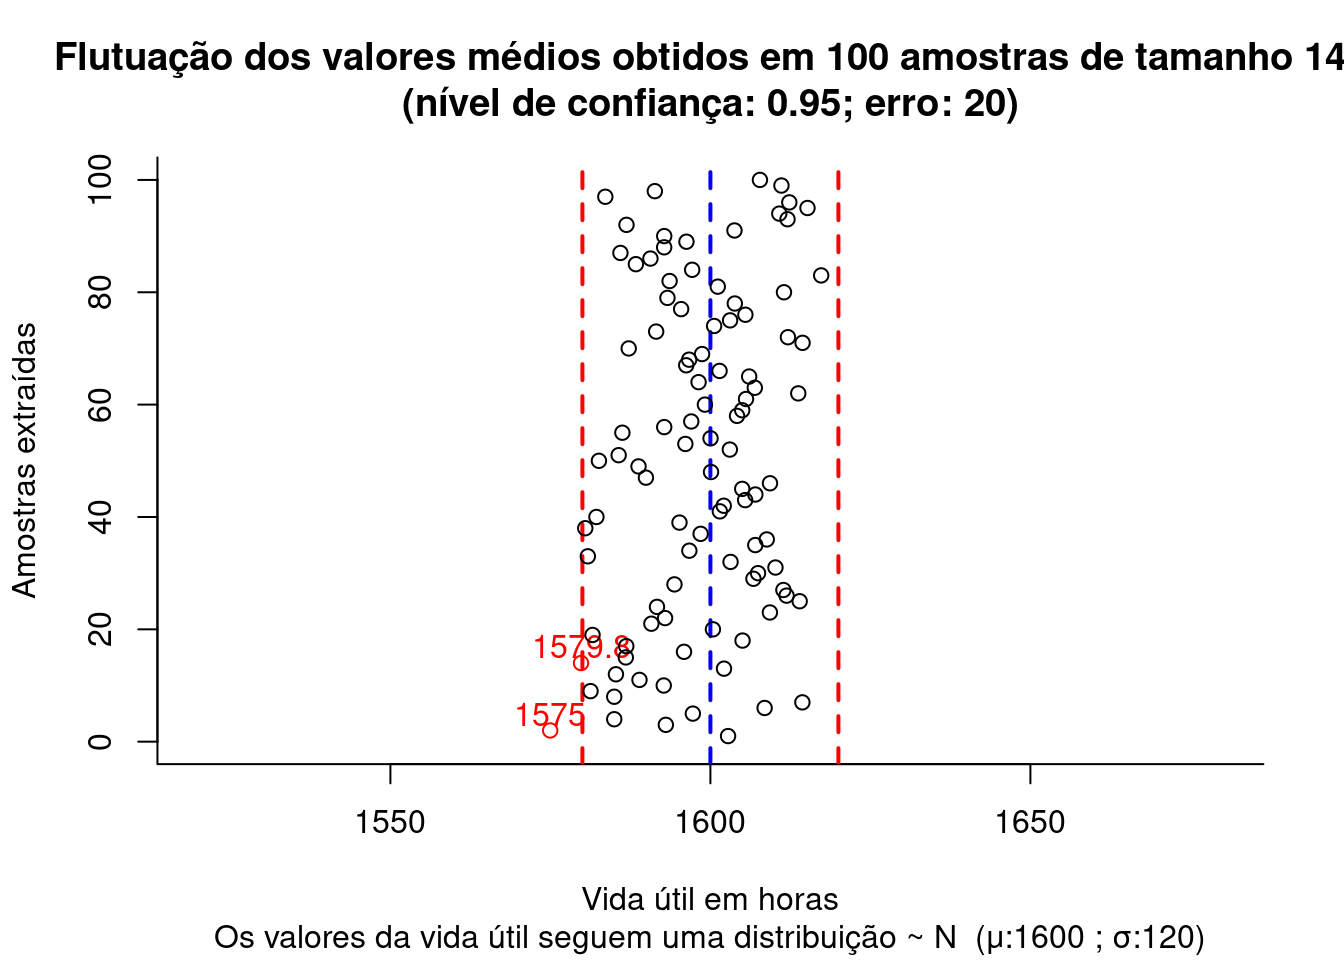 Flutuação dos valores médios obtidos em 100 amostras de tamanho 14
(nível de confiança: 0.95; erro: 20)
Amostras extraídas
100
80
60
40
20
0
1579.8
1575
1550 1600 1650
Vida útil em horas
Os valores da vida útil seguem uma distribuição ~ N (μ:1600 ; σ:120)